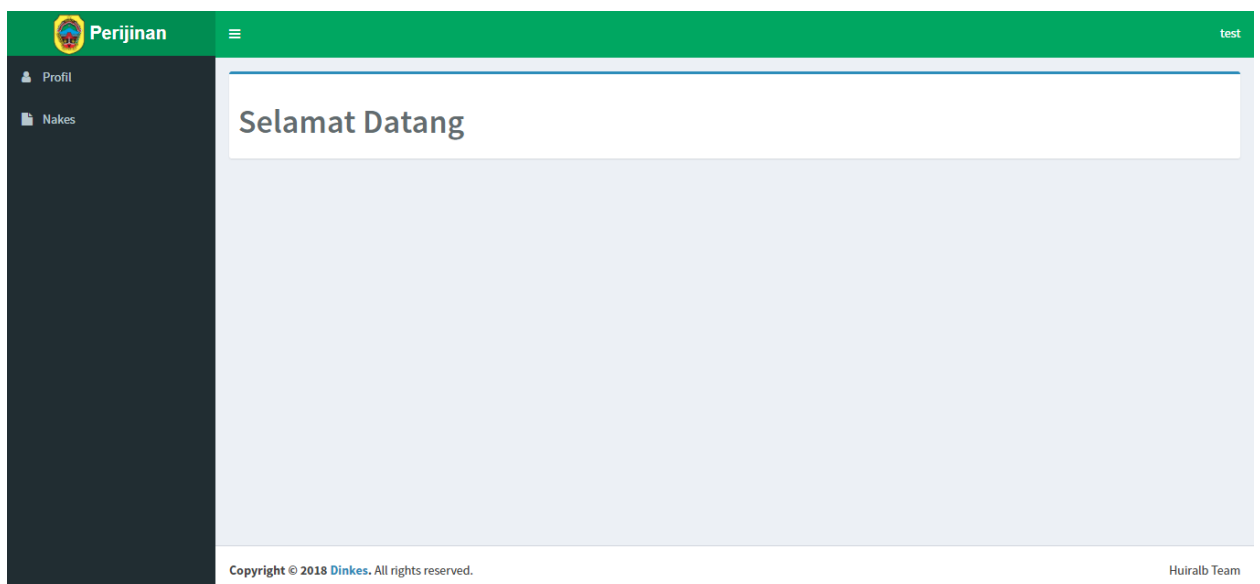 Perijinan
test
Profil
Nakes
Selamat Datang
Copyright © 2018 Dinkes. All rights reserved.
Huiralb Team